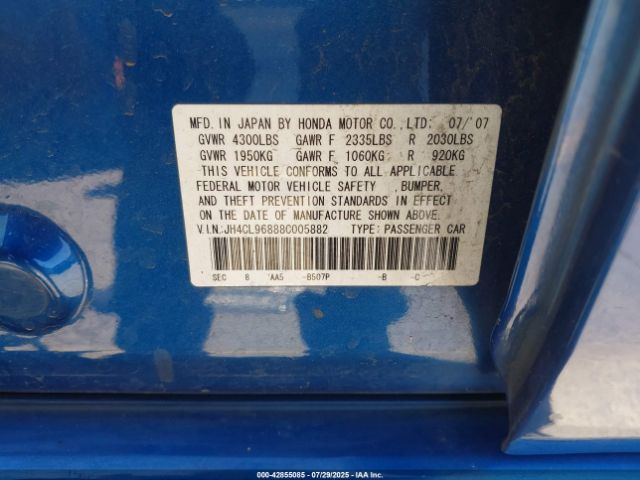 MFD. IN JAPAN BY HONDA MOTOR CO., LTD: 07/'07
GVWR 4300LBS GAWR F 2335LBS R 2030LBS
GVWR 1950KG GAWR F 1060KG R 920KG
THIS VEHICLE CONFORMS TO ALL APPLICABLE
FEDERAL MOTOR VEHICLE SAFETY ,BUMPER,
AND THEFT PREVENTION STANDARDS IN EFFECT
ON THE DATE OF MANUFACTURE SHOWN ABOVE.
V.I.N:JH4CL96888C005882 TYPE: PASSENGER CAR
SEC 8 'AA5 -B507P -B -C
000-42855085 07/29/2025 IAA Inc.